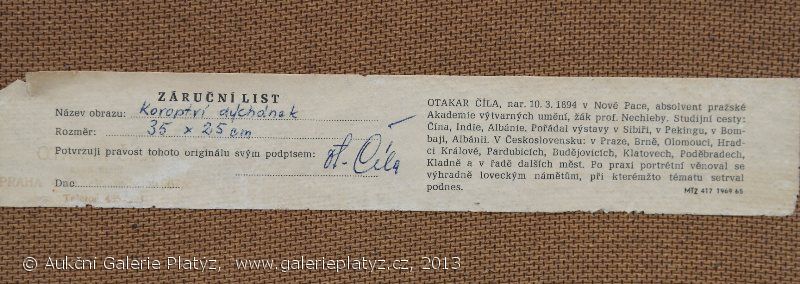 ZÁRUČNÍ LIST
Název obrazu: Koroptví dýchánek
Rozměr: 35 x 25 cm
Potvrzuji pravost tohoto originálu svým podpisem: Ot. Číla
Dne
PRAHA
OTAKAR ČÍLA, nar. 10. 3. 1894 v Nové Pace, absolvent pražské
Akademie výtvarných umění, žák prof. Nechleby. Studijní cesty:
Čína, Indie, Albánie. Pořádal výstavy v Sibiři, v Pekingu, v Bom-
baji, Albánii. V Československu: v Praze, Brně, Olomouci, Hrad-
ci Králové, Pardubicích, Budějovicích, Klatovech, Poděbradech,
Kladně a v řadě dalších měst. Po praxi portrétní věnoval se
výhradně loveckým námětům, při kterémžto tématu setrval
podnes.
MTZ 417 1969 65
© Aukční Galerie Platýz, www.galerieplatyz.cz, 2013